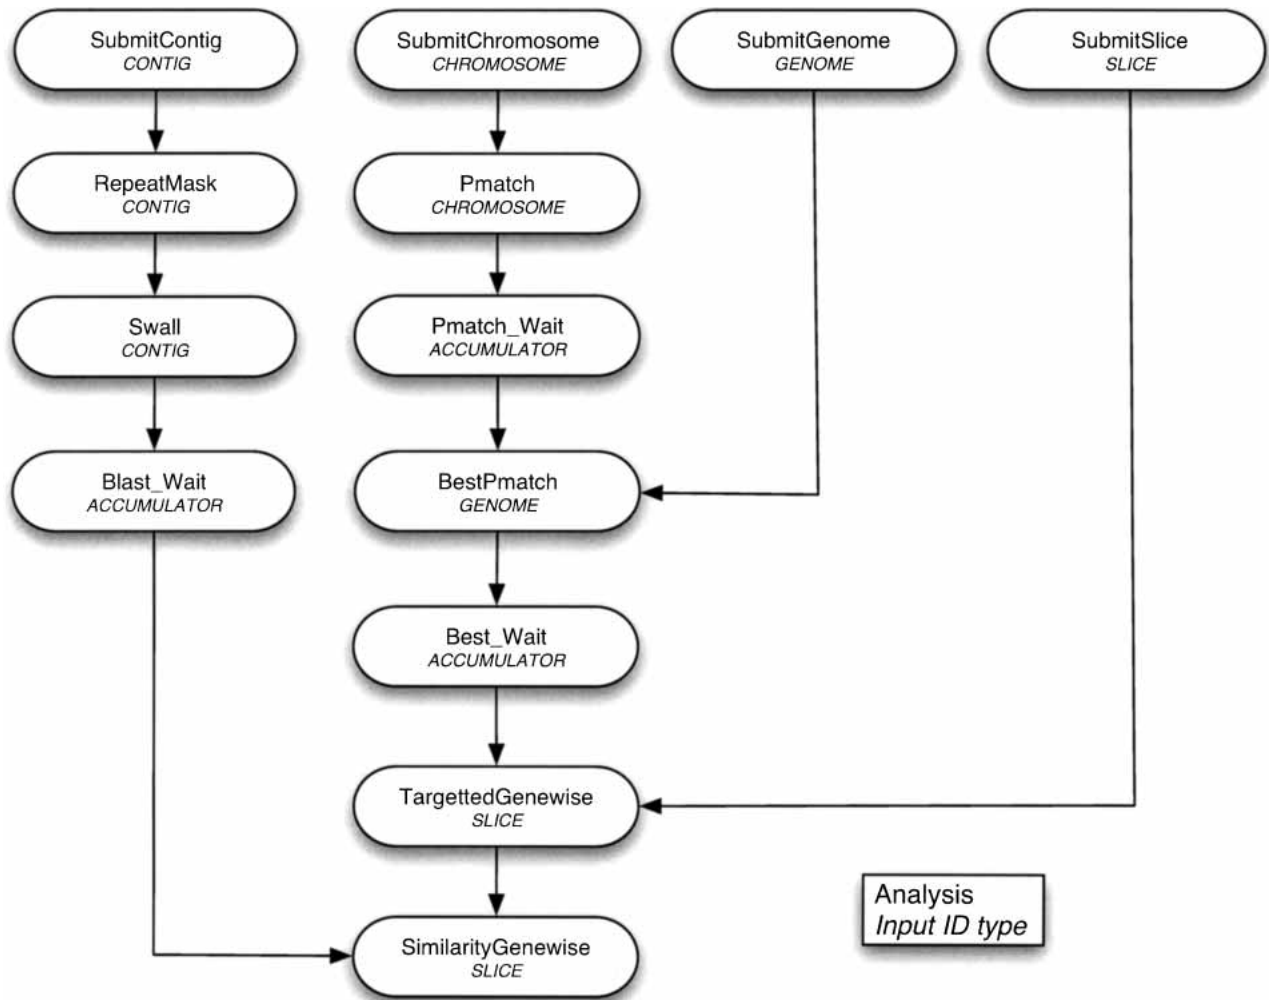 SubmitContig
CONTIG
SubmitChromosome
CHROMOSOME
SubmitGenome
GENOME
SubmitSlice
SLICE
RepeatMask
CONTIG
Pmatch
CHROMOSOME
Swall
CONTIG
Pmatch_Wait
ACCUMULATOR
Blast_Wait
ACCUMULATOR
BestPmatch
GENOME
Best_Wait
ACCUMULATOR
TargettedGenewise
SLICE
SimilarityGenewise
SLICE
Analysis
Input ID type